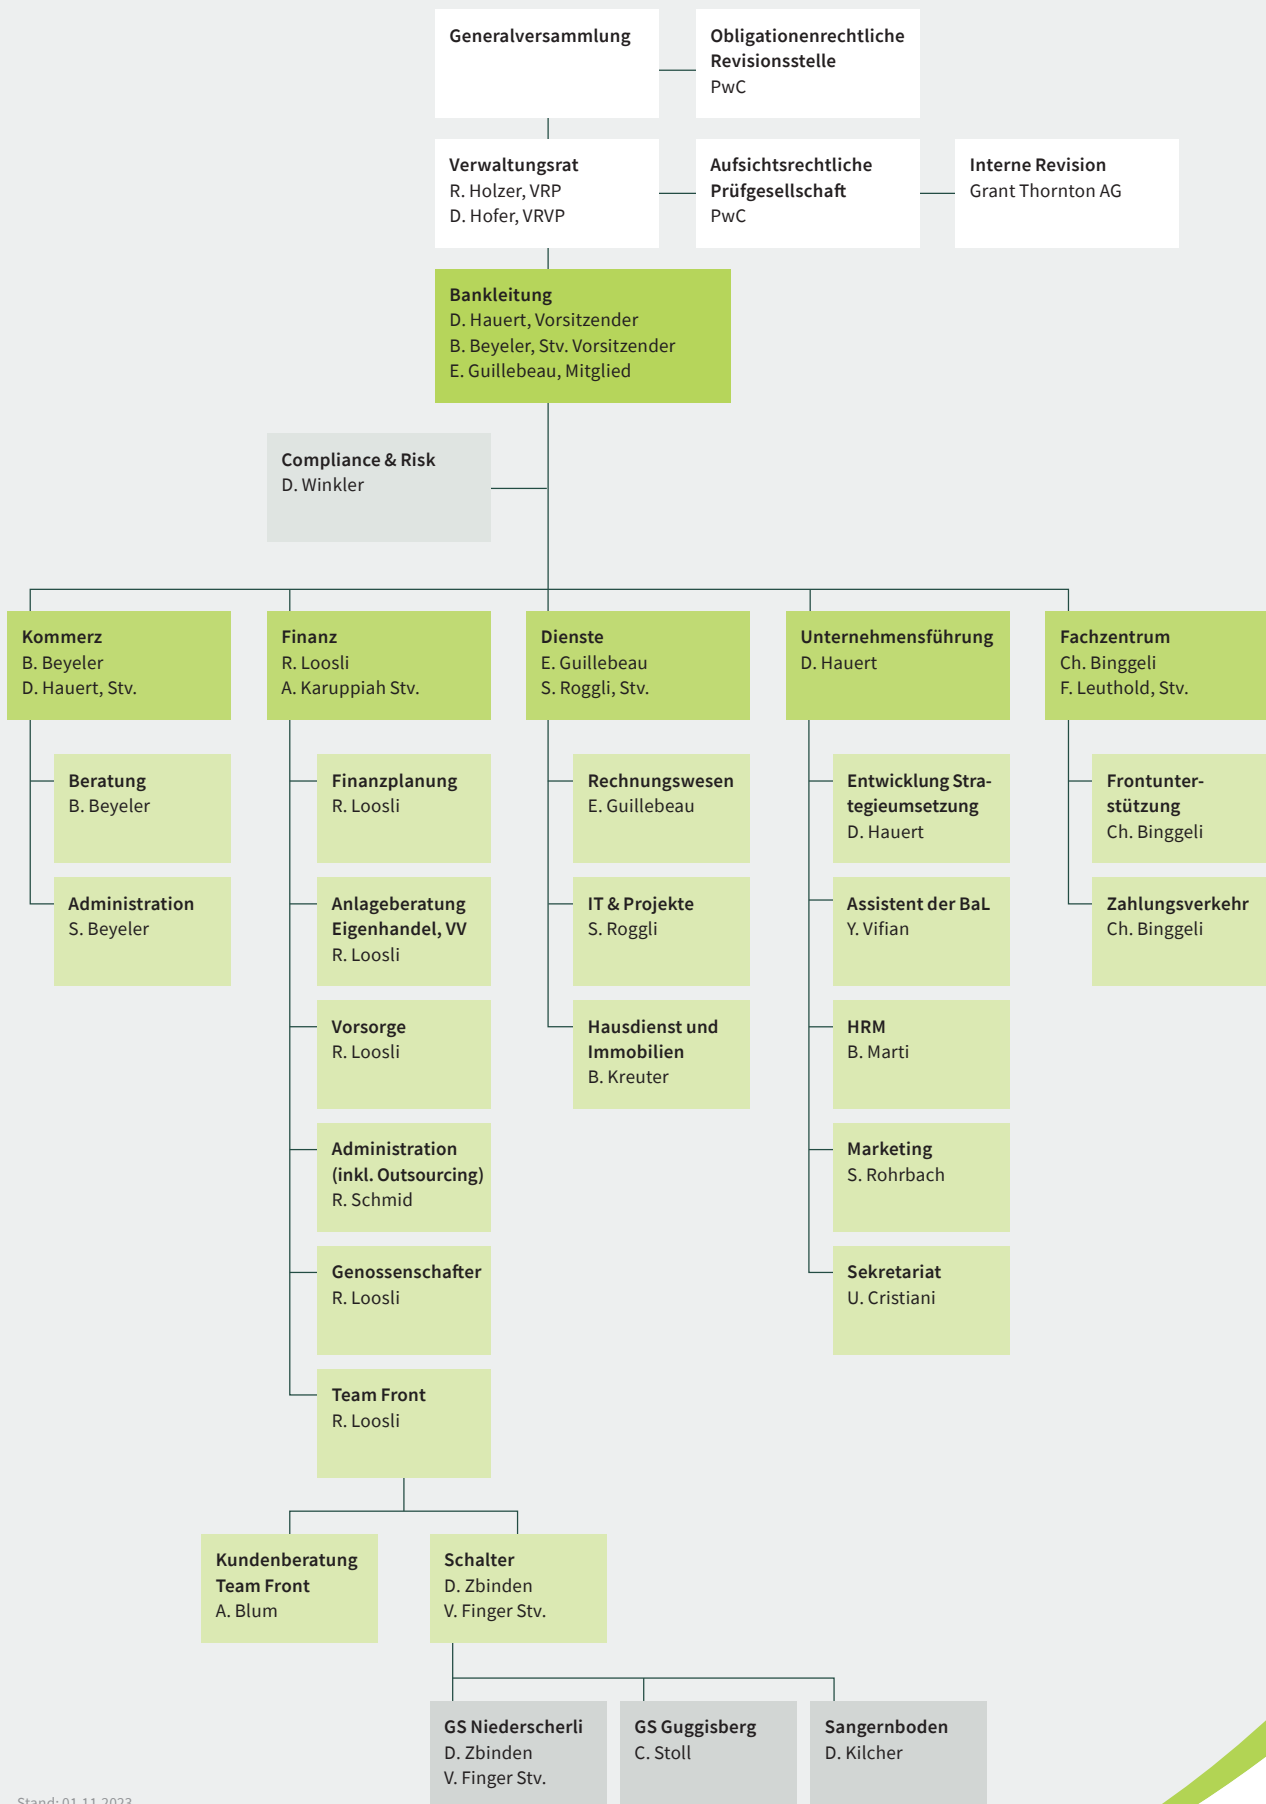 Generalversammlung
Obligationenrechtliche
Revisionsstelle
PwC
Verwaltungsrat
R. Holzer, VRP
D. Hofer, VRVP
Aufsichtsrechtliche
Prüfgesellschaft
PwC
Interne Revision
Grant Thornton AG
Bankleitung
D. Hauert, Vorsitzender
B. Beyeler, Stv. Vorsitzender
E. Guillebeau, Mitglied
Compliance & Risk
D. Winkler
Kommerz
B. Beyeler
D. Hauert, Stv.
Finanz
R. Loosli
A. Karuppiah Stv.
Dienste
E. Guillebeau
S. Roggli, Stv.
Unternehmensführung
D. Hauert
Fachzentrum
Ch. Binggeli
F. Leuthold, Stv.
Beratung
B. Beyeler
Administration
S. Beyeler
Finanzplanung
R. Loosli
Anlageberatung
Eigenhandel, VV
R. Loosli
Vorsorge
R. Loosli
Administration
(inkl. Outsourcing)
R. Schmid
Genossenschafter
R. Loosli
Team Front
R. Loosli
Rechnungswesen
E. Guillebeau
IT & Projekte
S. Roggli
Hausdienst und
Immobilien
B. Kreuter
Entwicklung Stra-
tegieumsetzung
D. Hauert
Assistent der BaL
Y. Vifian
HRM
B. Marti
Marketing
S. Rohrbach
Sekretariat
U. Cristiani
Frontunter-
stützung
Ch. Binggeli
Zahlungsverkehr
Ch. Binggeli
Kundenberatung
Team Front
A. Blum
Schalter
D. Zbinden
V. Finger Stv.
GS Niederscherli
D. Zbinden
V. Finger Stv.
GS Guggisberg
C. Stoll
Sangernboden
D. Kilcher
Stand: 01.11.2023